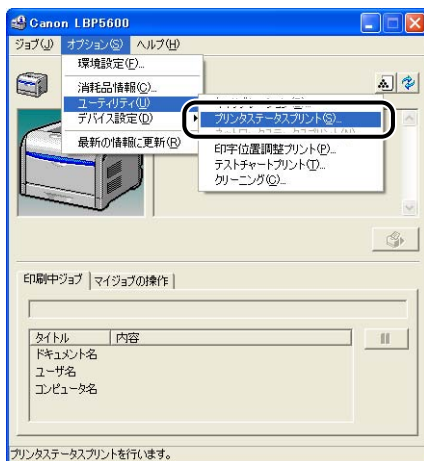 Canon LBP5600
ジョブ(J) オプション(S) ヘルプ(H)
環境設定(F)...
消耗品情報(C)...
ユーティリティ(U)
プリンタステータスプリント(S)...
デバイス設定(D)
最新の情報に更新(R)
印字位置調整プリント(P)...
テストチャートプリント(T)...
クリーニング(G)...
印刷中ジョブ マイジョブの操作
タイトル 内容
ドキュメント名
ユーザ名
コンピュータ名
プリンタステータスプリントを行います。